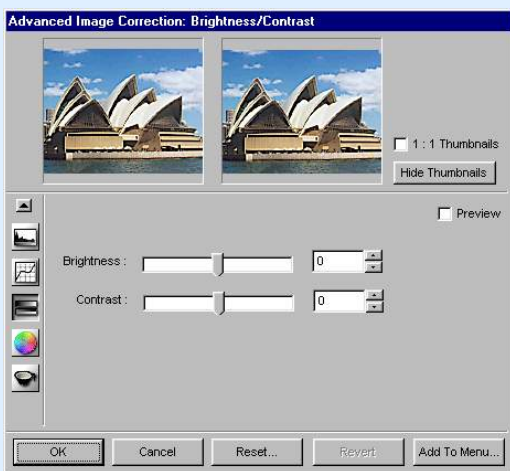 Advanced Image Correction: Brightness/Contrast
1 : 1 Thumbnails
Hide Thumbnails
Preview
Brightness : 0
Contrast : 0
OK Cancel Reset... Revert Add To Menu...